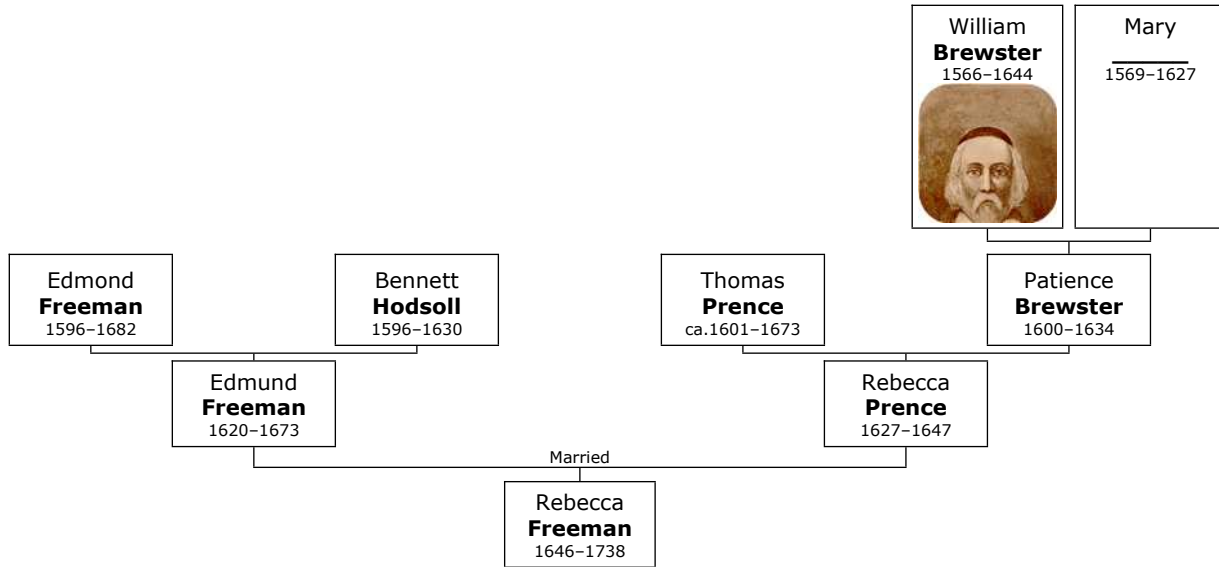 William
Brewster
1566–1644
Mary
1569–1627
Edmond
Freeman
1596–1682
Bennett
Hodsoll
1596–1630
Thomas
Prence
ca.1601–1673
Patience
Brewster
1600–1634
Edmund
Freeman
1620–1673
Rebecca
Prence
1627–1647
Married
Rebecca
Freeman
1646–1738